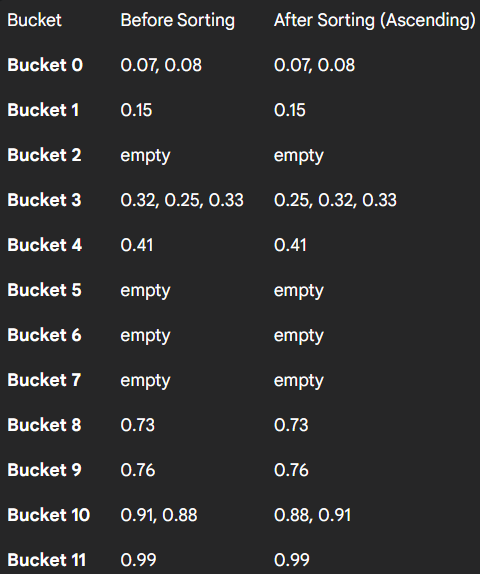 Bucket Before Sorting After Sorting (Ascending)
Bucket 0 0.07, 0.08 0.07, 0.08
Bucket 1 0.15 0.15
Bucket 2 empty empty
Bucket 3 0.32, 0.25, 0.33 0.25, 0.32, 0.33
Bucket 4 0.41 0.41
Bucket 5 empty empty
Bucket 6 empty empty
Bucket 7 empty empty
Bucket 8 0.73 0.73
Bucket 9 0.76 0.76
Bucket 10 0.91, 0.88 0.88, 0.91
Bucket 11 0.99 0.99